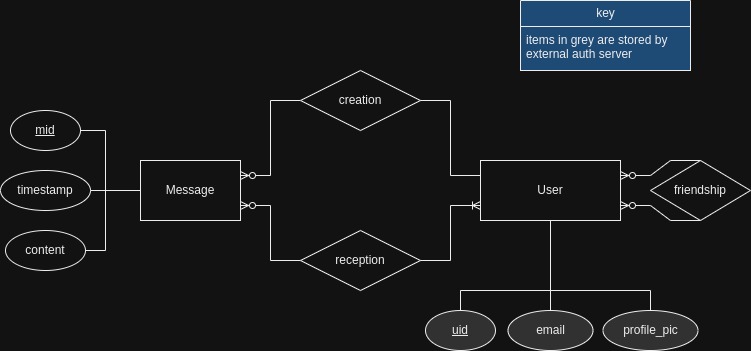 key
items in grey are stored by
external auth server
creation
mid
timestamp
Message
User
friendship
content
reception
uid
email
profile_pic